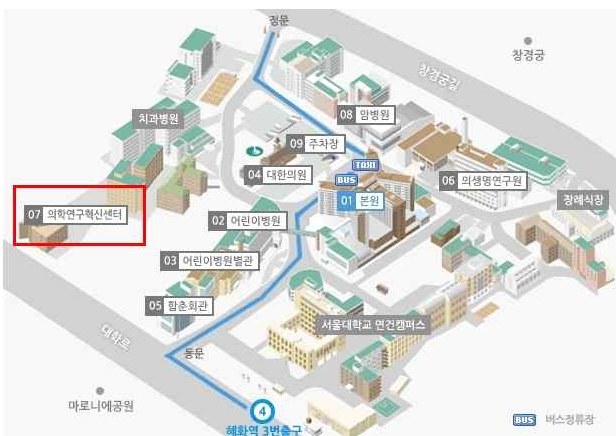 정문
창경궁
창경궁길
08 암병원
치과병원
09 주차장
TAXI
04 대한의원
BUS
06 의생명연구원
01 본원
장례식장
07 의학연구혁신센터
02 어린이병원
03 어린이병원별관
05 함춘회관
서울대학교 연건캠퍼스
대학로
동문
마로니에공원
4
혜화역 3번출구
BUS 버스정류장